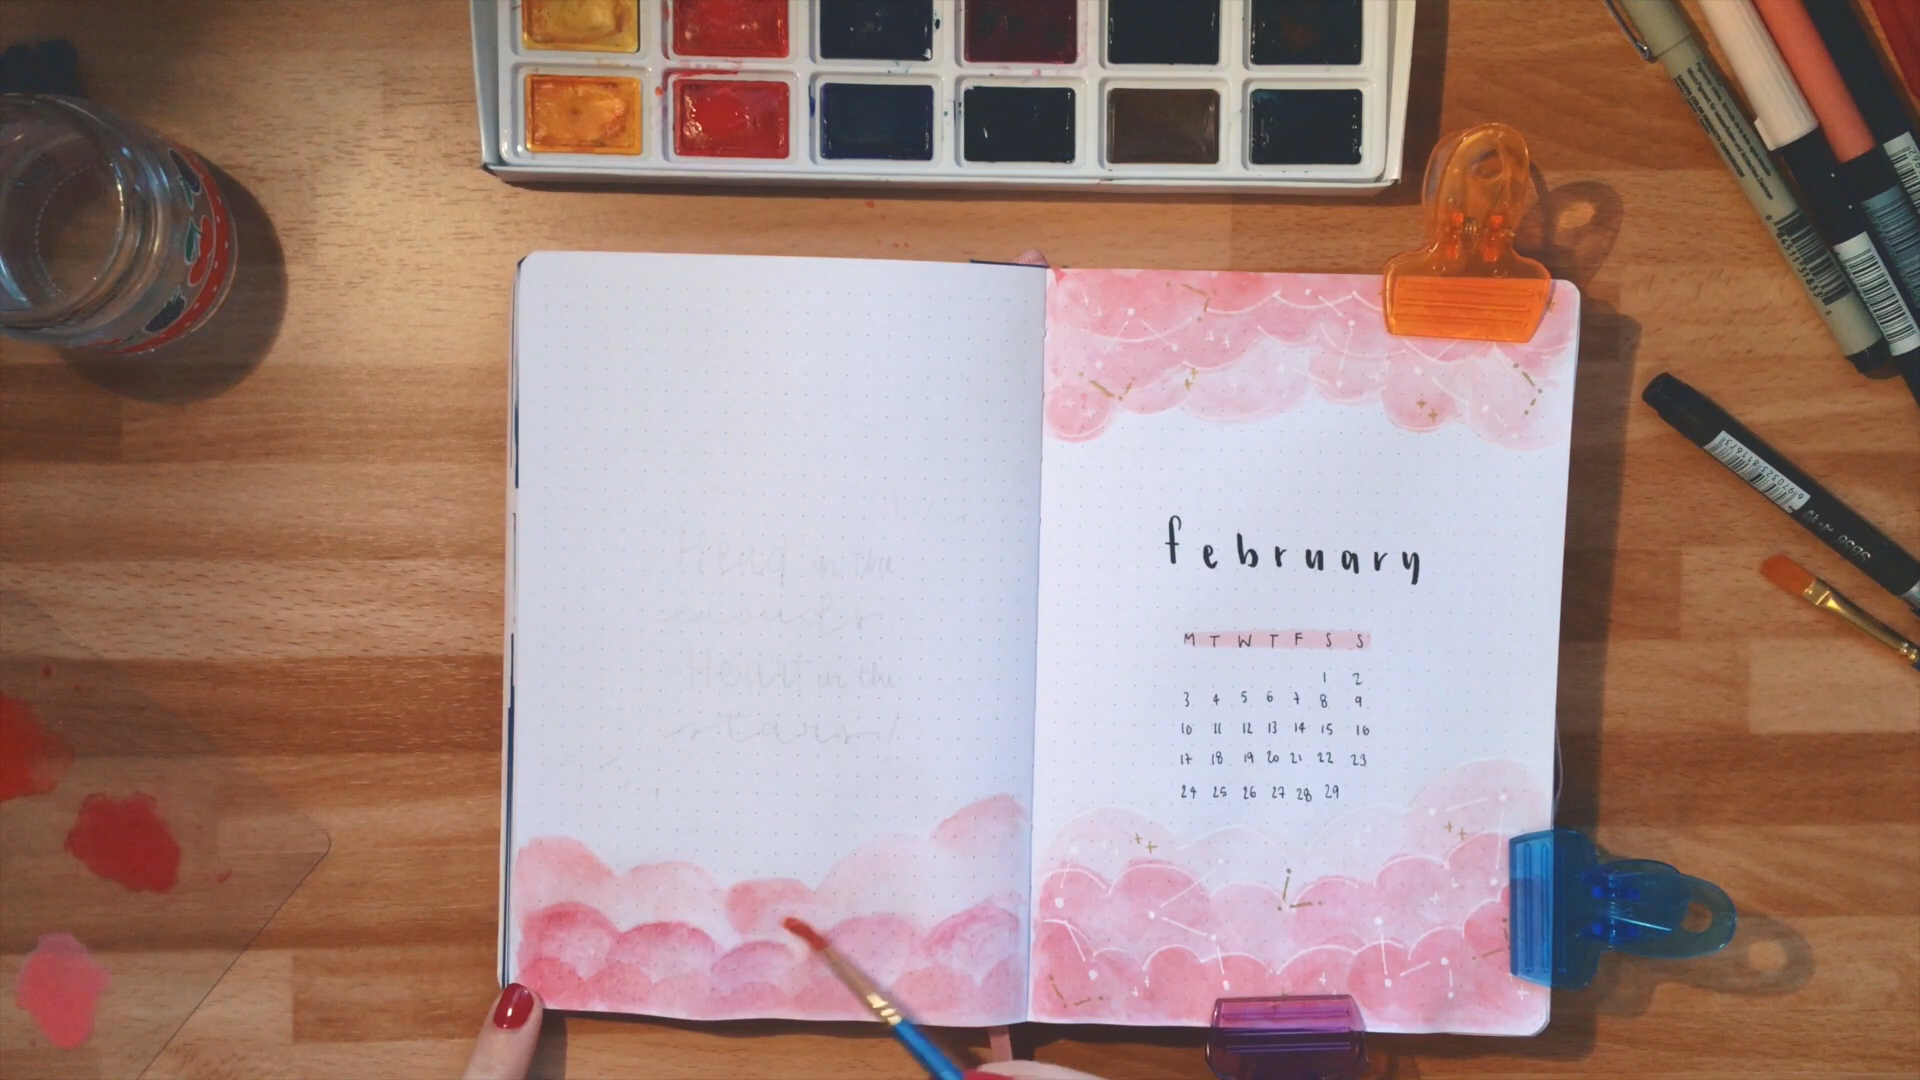 Head in the
clouds,
Heart in the
stars!
february
M T W T F S S
1 2
3 4 5 6 7 8 9
10 11 12 13 14 15 16
17 18 19 20 21 22 23
24 25 26 27 28 29